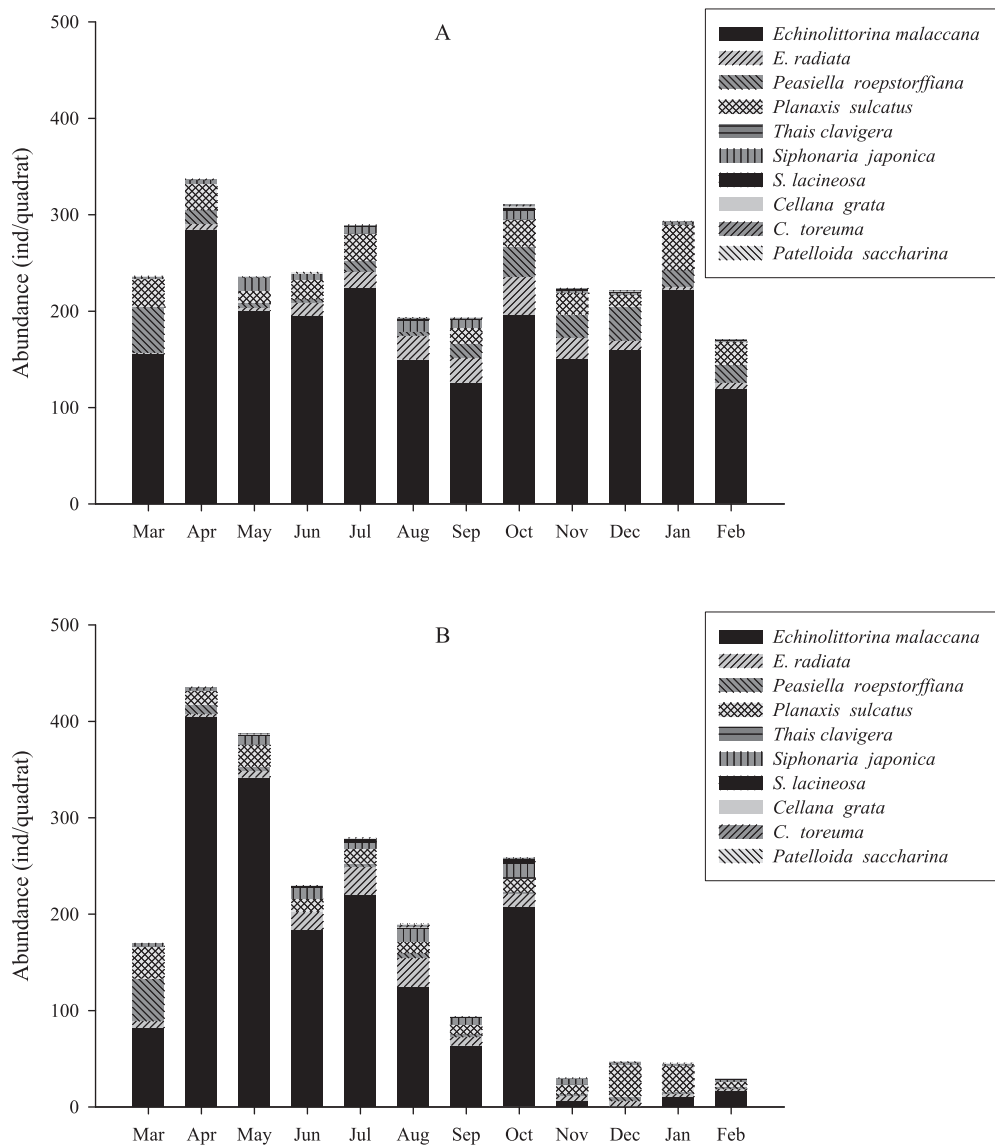 A
500
400
300
200
100
0
Abundance (ind/quadrat)
Mar Apr May Jun Jul Aug Sep Oct Nov Dec Jan Feb
Echinolittorina malaccana
E. radiata
Peasiella roepstorffiana
Planaxis sulcatus
Thais clavigera
Siphonaria japonica
S. lacineosa
Cellana grata
C. toreuma
Patelloida saccharina
B
500
400
300
200
100
0
Abundance (ind/quadrat)
Mar Apr May Jun Jul Aug Sep Oct Nov Dec Jan Feb
Echinolittorina malaccana
E. radiata
Peasiella roepstorffiana
Planaxis sulcatus
Thais clavigera
Siphonaria japonica
S. lacineosa
Cellana grata
C. toreuma
Patelloida saccharina